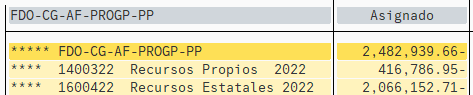 FDO-CG-AF-PROGP-PP Asignado
***** FDO-CG-AF-PROGP-PP 2,482,939.66-
**** 1400322 Recursos Propios 2022 416,786.95-
**** 1600422 Recursos Estatales 2022 2,066,152.71-